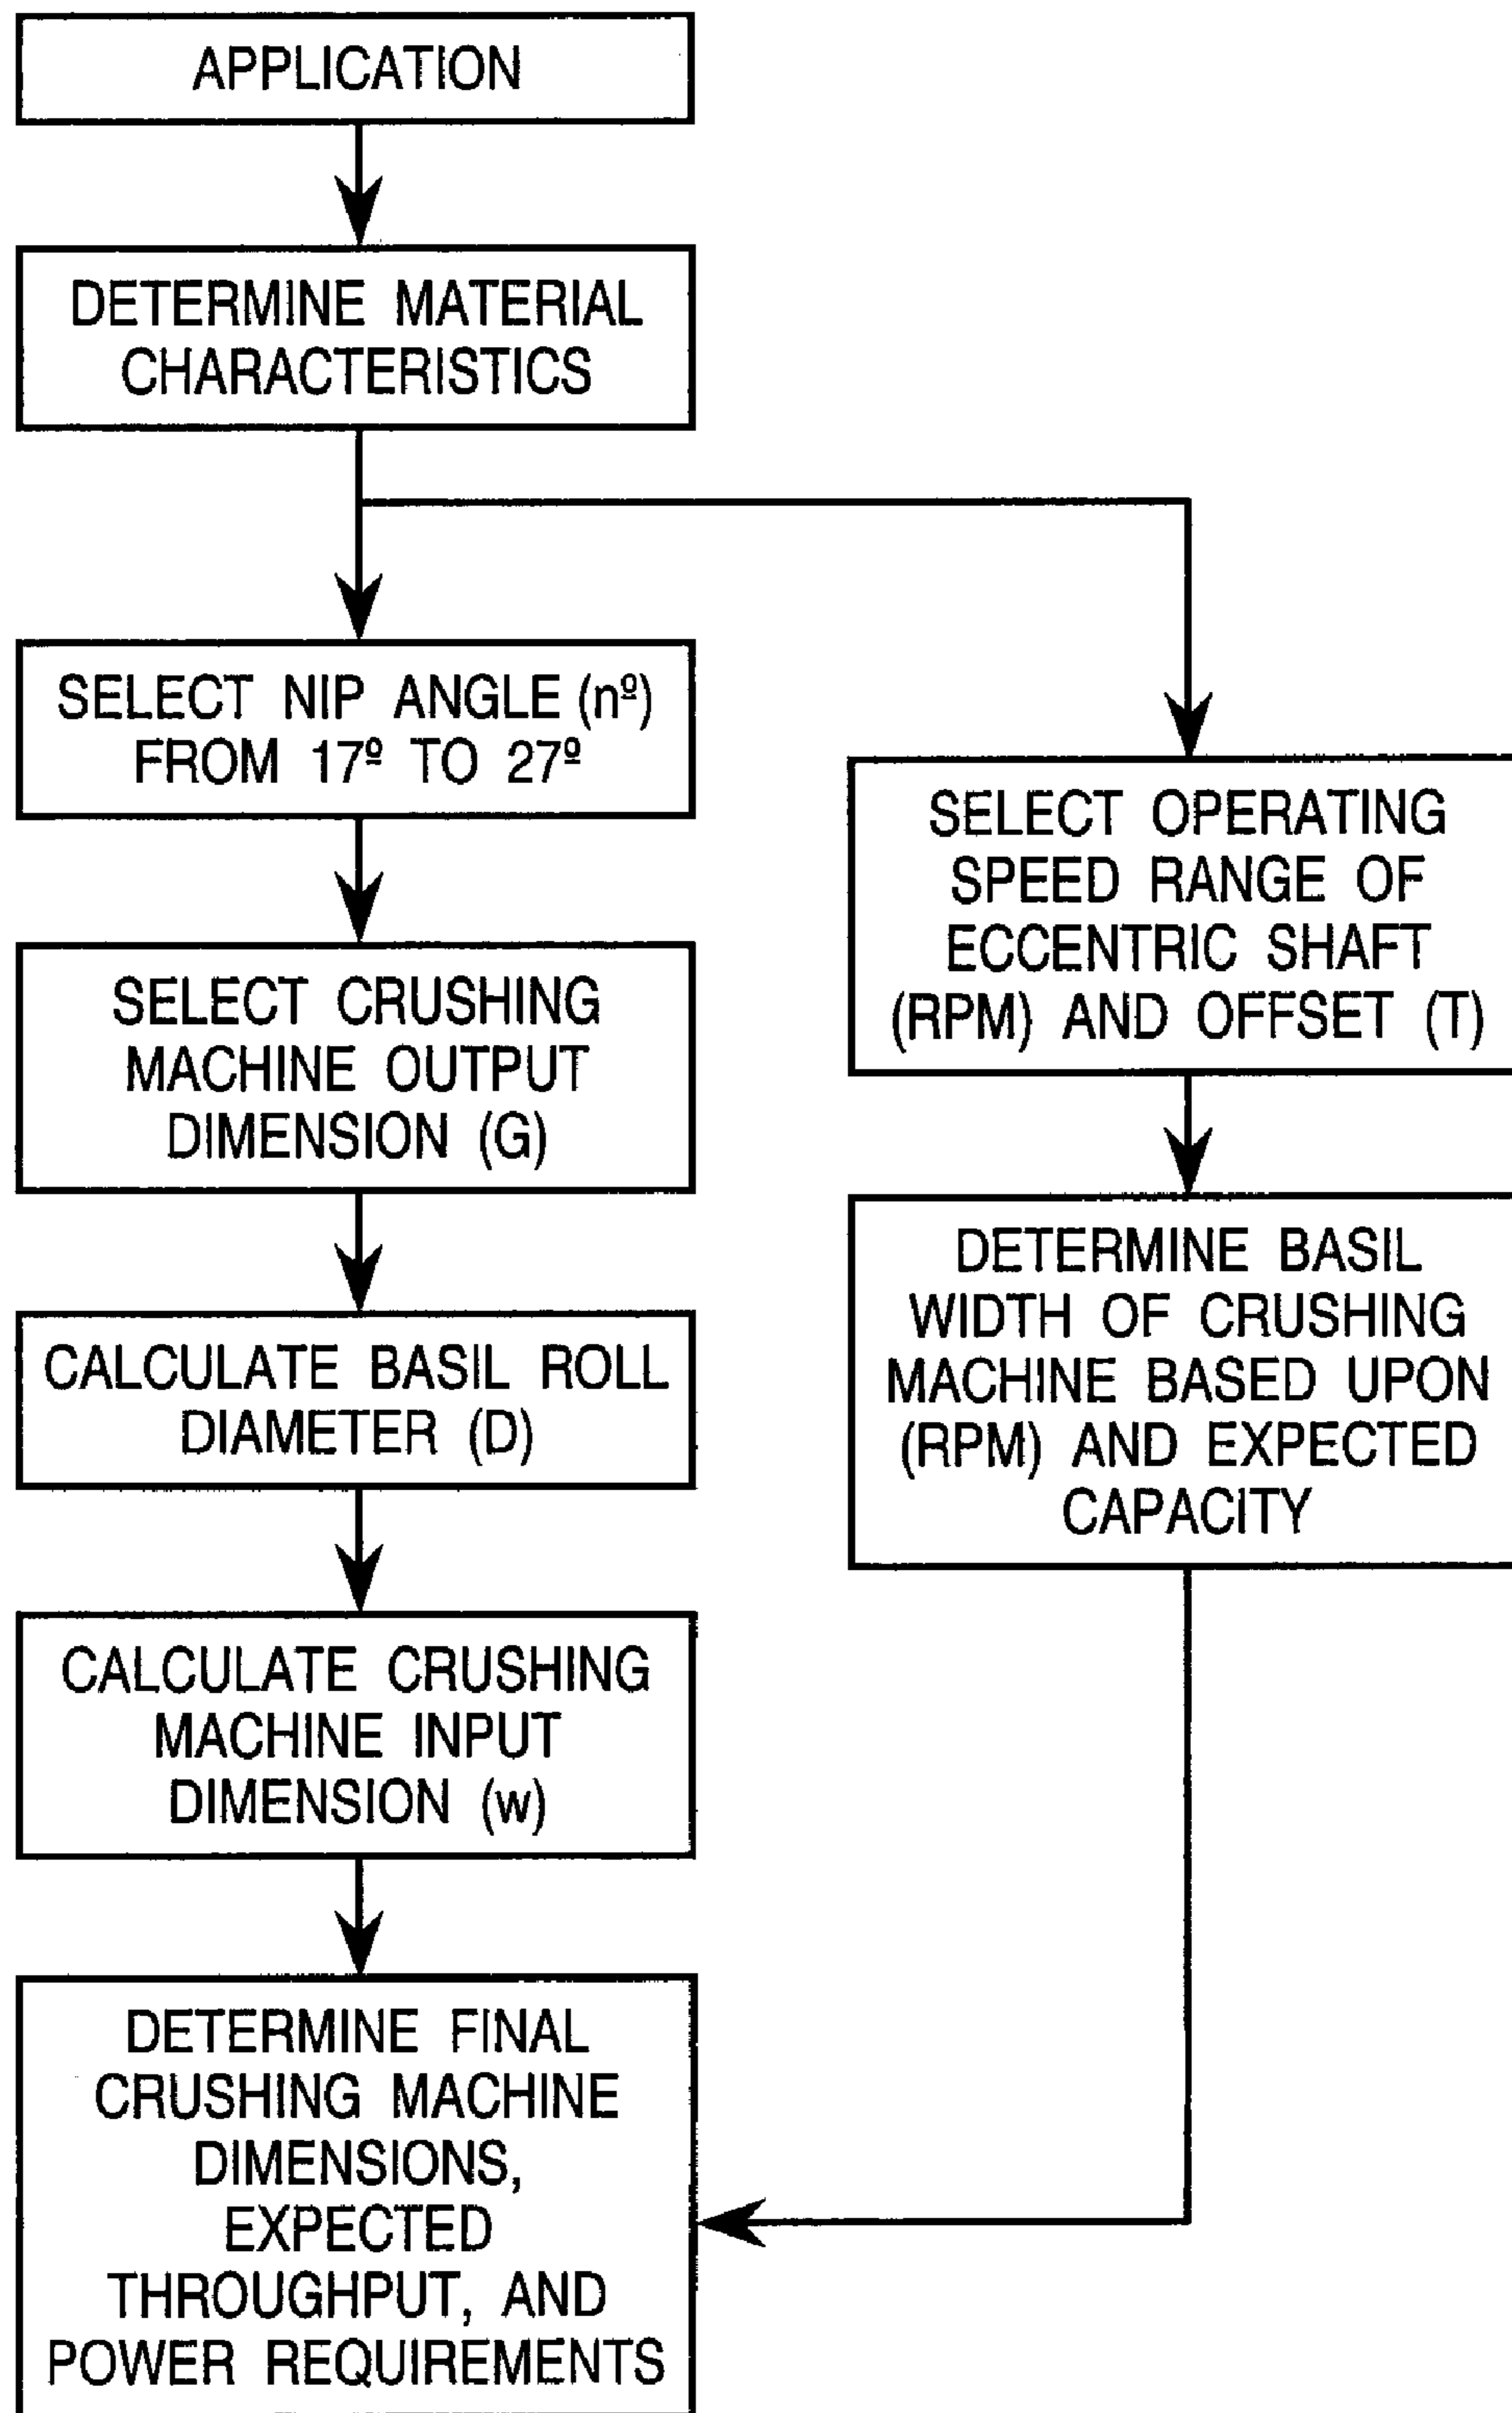 APPLICATION
DETERMINE MATERIAL
CHARACTERISTICS
SELECT NIP ANGLE (nº)
FROM 17º TO 27º
SELECT CRUSHING
MACHINE OUTPUT
DIMENSION (G)
CALCULATE BASIL ROLL
DIAMETER (D)
CALCULATE CRUSHING
MACHINE INPUT
DIMENSION (w)
DETERMINE FINAL
CRUSHING MACHINE
DIMENSIONS,
EXPECTED
THROUGHPUT, AND
POWER REQUIREMENTS
SELECT OPERATING
SPEED RANGE OF
ECCENTRIC SHAFT
(RPM) AND OFFSET (T)
DETERMINE BASIL
WIDTH OF CRUSHING
MACHINE BASED UPON
(RPM) AND EXPECTED
CAPACITY